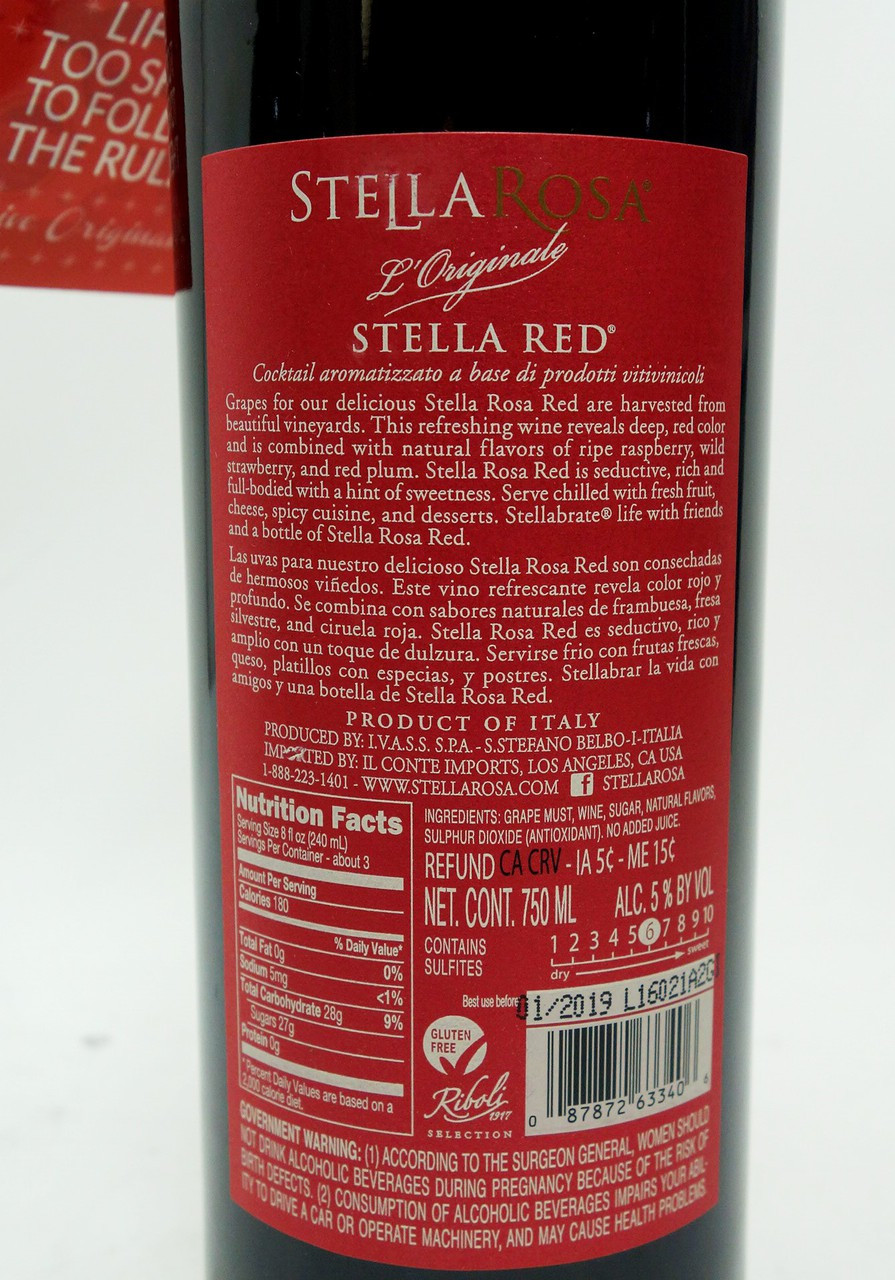 LIF
TOO S
TO FOLL
THE RUL
STELLA ROSA®
L'Originale
STELLA RED®
Cocktail aromatizzato a base di prodotti vitivinicoli
Grapes for our delicious Stella Rosa Red are harvested from
beautiful vineyards. This refreshing wine reveals deep, red color
and is combined with natural flavors of ripe raspberry, wild
strawberry, and red plum. Stella Rosa Red is seductive, rich and
full-bodied with a hint of sweetness. Serve chilled with fresh fruit,
cheese, spicy cuisine, and desserts. Stellabrate® life with friends
and a bottle of Stella Rosa Red.
Las uvas para nuestro delicioso Stella Rosa Red son consechadas
de hermosos viñedos. Este vino refrescante revela color rojo y
profundo. Se combina con sabores naturales de frambuesa, fresa
silvestre, and ciruela roja. Stella Rosa Red es seductivo, rico y
amplio con un toque de dulzura. Servirse frio con frutas frescas,
queso, platillos con especias, y postres. Stellabrar la vida con
amigos y una botella de Stella Rosa Red.
PRODUCT OF ITALY
PRODUCED BY: I.V.A.S.S. S.P.A. - S.STEFANO BELBO-I-ITALIA
IMPORTED BY: IL CONTE IMPORTS, LOS ANGELES, CA USA
1-888-223-1401 - WWW.STELLAROSA.COM f STELLAROSA
Nutrition Facts
Serving Size 8 fl oz (240 mL)
Servings Per Container - about 3
Amount Per Serving
Calories 180
% Daily Value*
Total Fat 0g 0%
Sodium 5mg <1%
Total Carbohydrate 28g 9%
Sugars 27g
Protein 0g
* Percent Daily Values are based on a
2,000 calorie diet.
INGREDIENTS: GRAPE MUST, WINE, SUGAR, NATURAL FLAVORS,
SULPHUR DIOXIDE (ANTIOXIDANT). NO ADDED JUICE.
REFUND CA CRV - IA 5¢ - ME 15¢
NET. CONT. 750 ML ALC. 5 % BY VOL
CONTAINS
SULFITES
1 2 3 4 5 6 7 8 9 10
dry sweet
Best use before 01/2019 L16021A2G
GLUTEN
FREE
Riboli
1917
SELECTION
0 87872 63340 6
GOVERNMENT WARNING: (1) ACCORDING TO THE SURGEON GENERAL, WOMEN SHOULD
NOT DRINK ALCOHOLIC BEVERAGES DURING PREGNANCY BECAUSE OF THE RISK OF
BIRTH DEFECTS. (2) CONSUMPTION OF ALCOHOLIC BEVERAGES IMPAIRS YOUR ABIL-
ITY TO DRIVE A CAR OR OPERATE MACHINERY, AND MAY CAUSE HEALTH PROBLEMS.